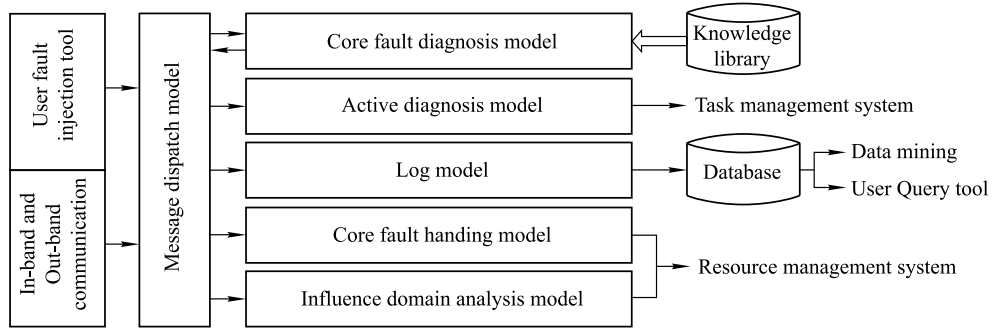 User fault
injection tool
In-band and
Out-band
communication
Message dispatch model
Core fault diagnosis model
Knowledge
library
Active diagnosis model
Task management system
Log model
Database
Data mining
User Query tool
Core fault handing model
Influence domain analysis model
Resource management system